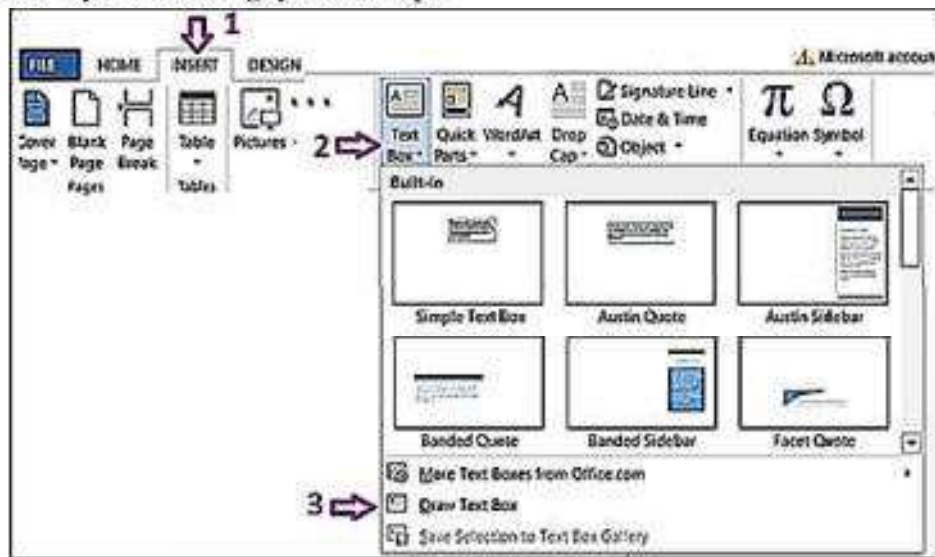 1
FILE HOME INSERT DESIGN Microsoft account
Cover Page Blank Page Page Break Table Pictures
Pages Tables
2
Text Box Quick Parts WordArt Drop Cap Signature Line
Date & Time
Object
Equation Symbol
Built-in
Simple Text Box Austin Quote Austin Sidebar
Banded Quote Banded Sidebar Facet Quote
More Text Boxes from Office.com
3 Draw Text Box
Save Selection to Text Box Gallery